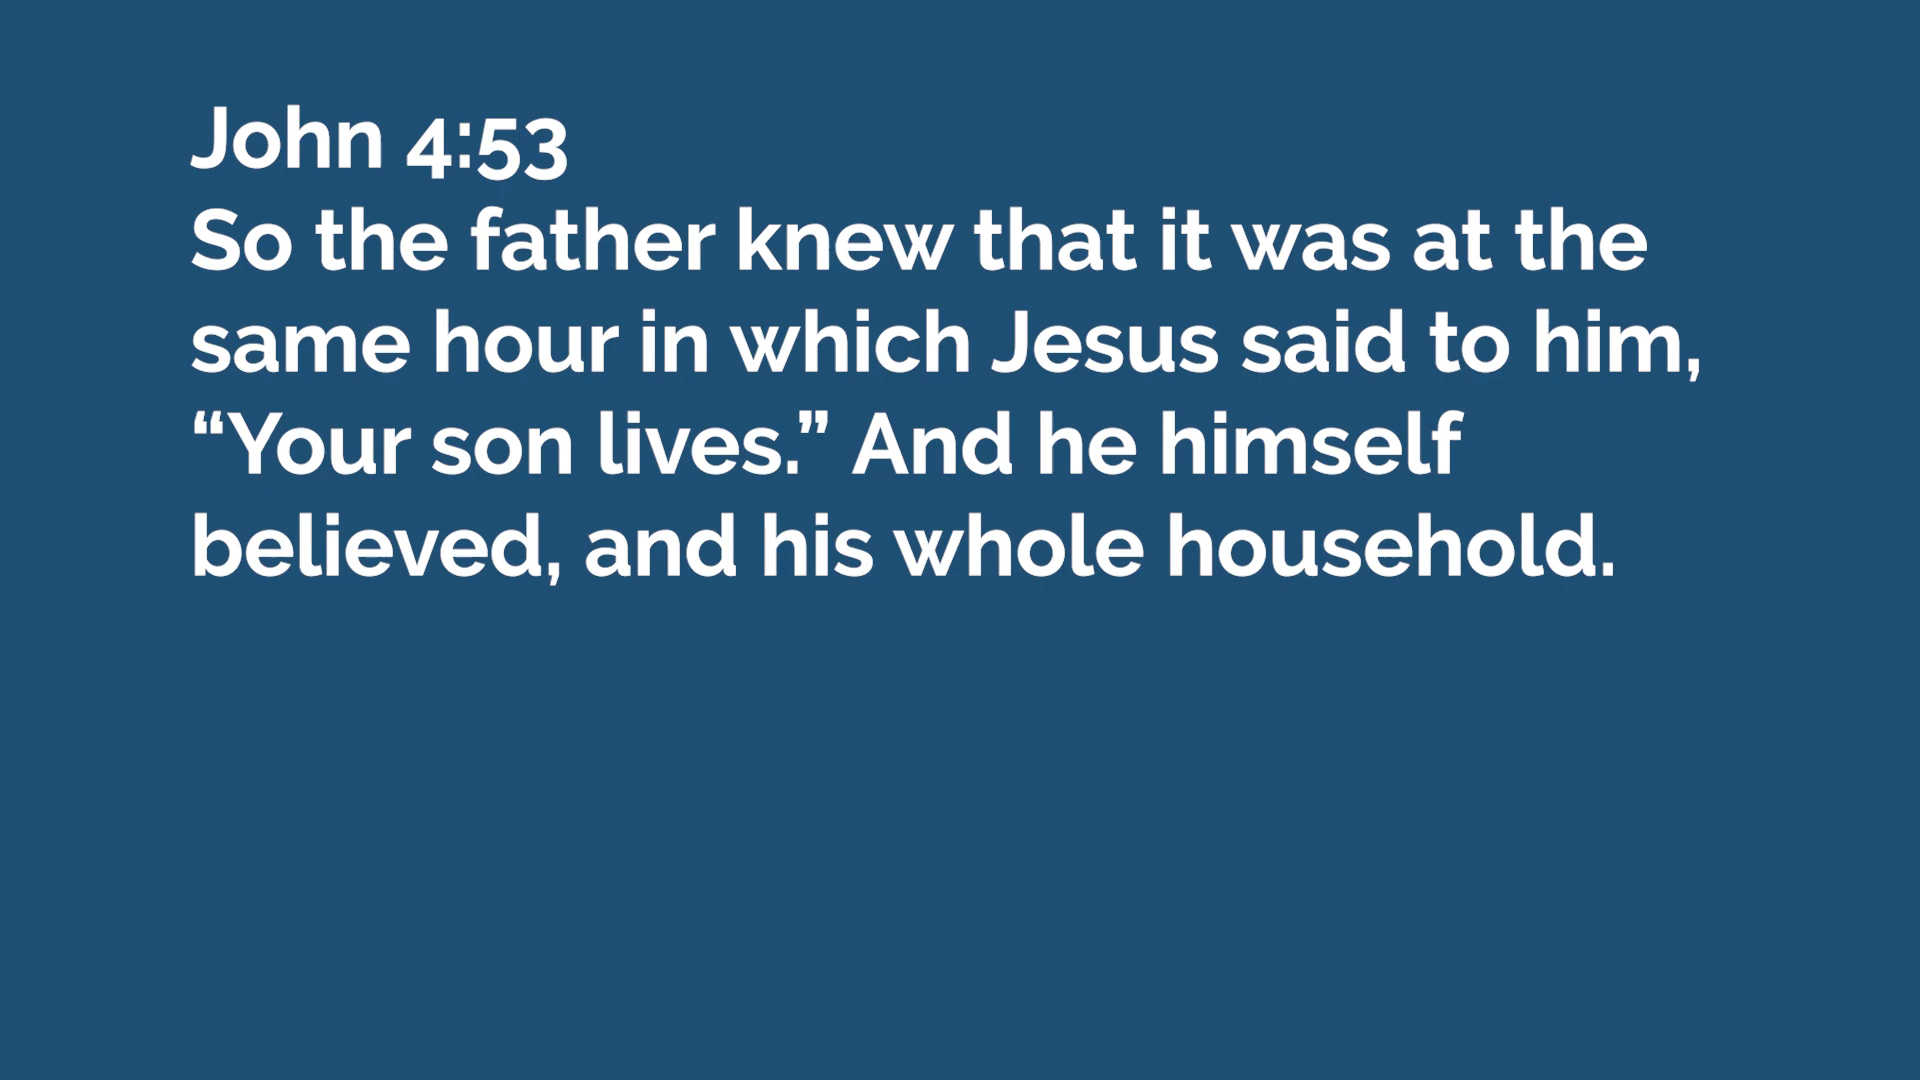 John 4:53
So the father knew that it was at the
same hour in which Jesus said to him,
“Your son lives.” And he himself
believed, and his whole household.